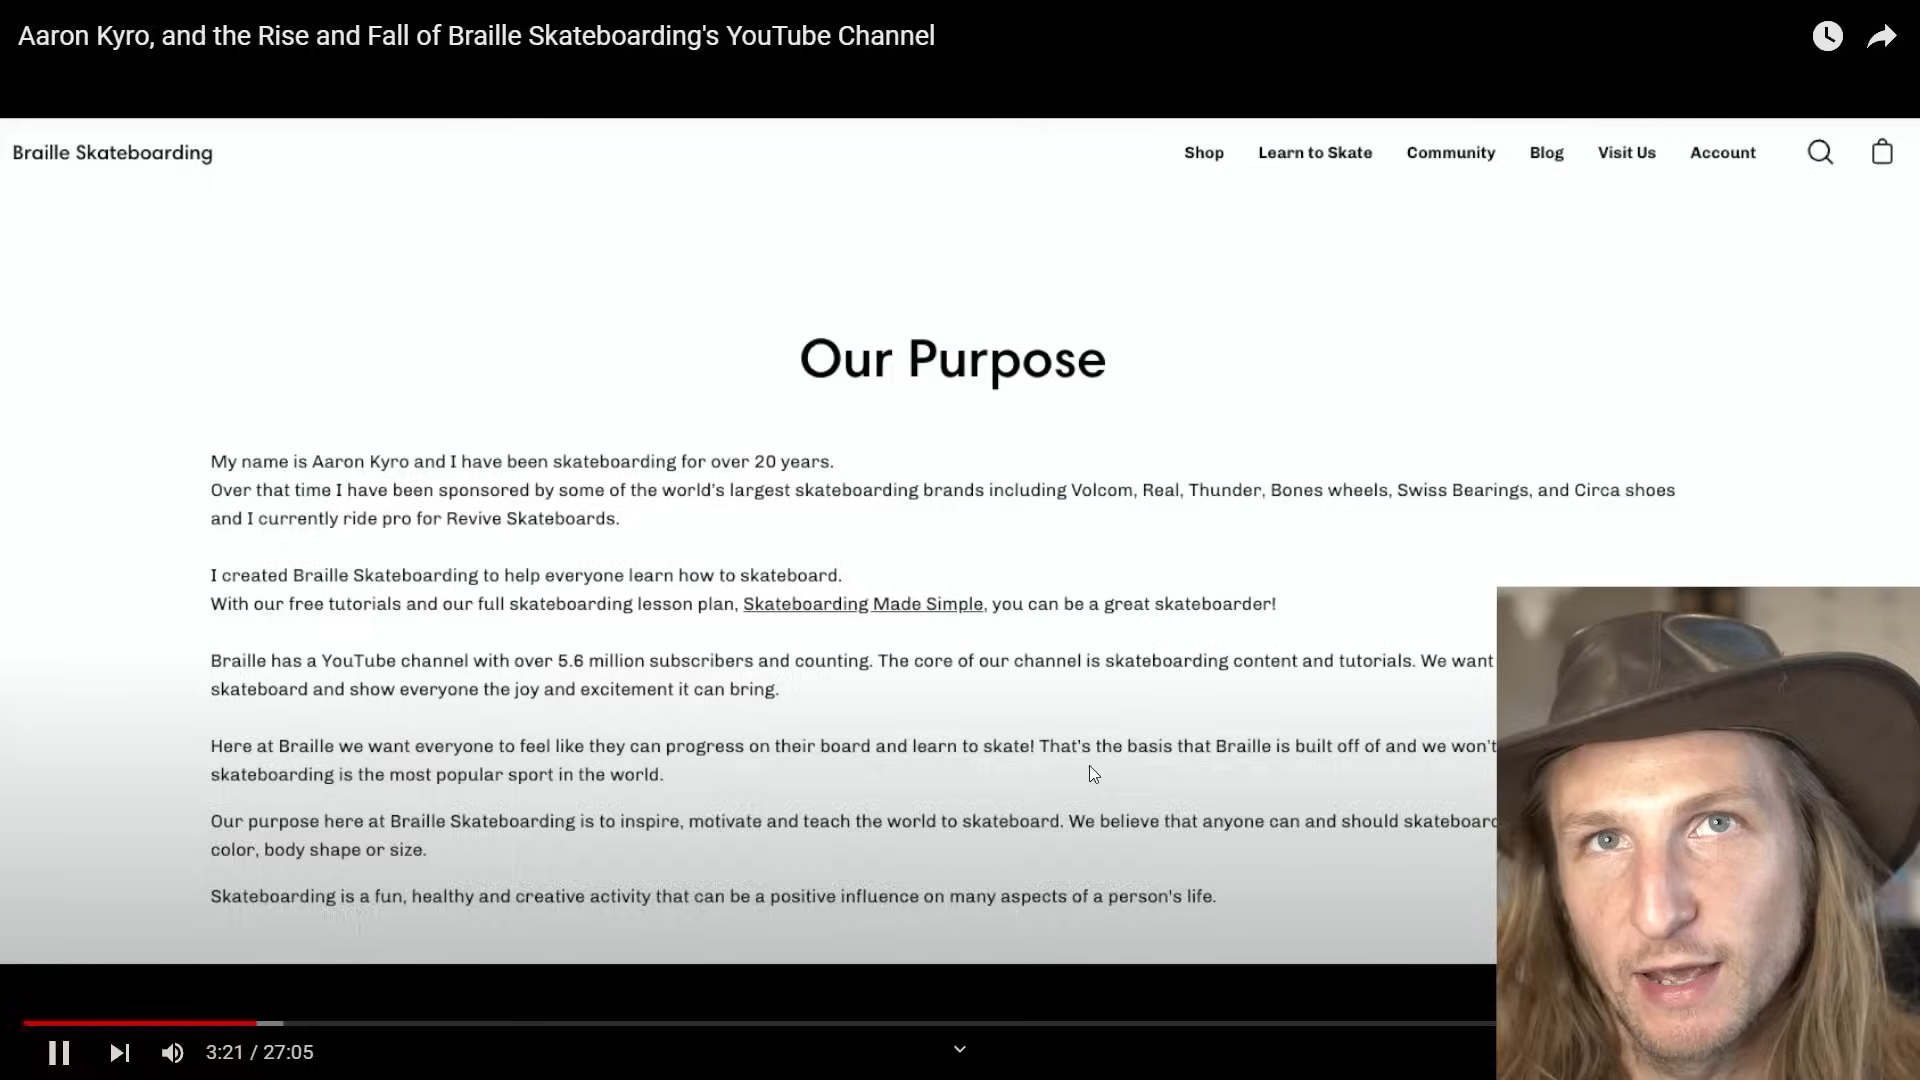 Aaron Kyro, and the Rise and Fall of Braille Skateboarding's YouTube Channel
Braille Skateboarding
Shop Learn to Skate Community Blog Visit Us Account
Our Purpose
My name is Aaron Kyro and I have been skateboarding for over 20 years.
Over that time I have been sponsored by some of the world's largest skateboarding brands including Volcom, Real, Thunder, Bones wheels, Swiss Bearings, and Circa shoes
and I currently ride pro for Revive Skateboards.
I created Braille Skateboarding to help everyone learn how to skateboard.
With our free tutorials and our full skateboarding lesson plan, Skateboarding Made Simple, you can be a great skateboarder!
Braille has a YouTube channel with over 5.6 million subscribers and counting. The core of our channel is skateboarding content and tutorials. We want
skateboard and show everyone the joy and excitement it can bring.
Here at Braille we want everyone to feel like they can progress on their board and learn to skate! That's the basis that Braille is built off of and we won't
skateboarding is the most popular sport in the world.
Our purpose here at Braille Skateboarding is to inspire, motivate and teach the world to skateboard. We believe that anyone can and should skateboard
color, body shape or size.
Skateboarding is a fun, healthy and creative activity that can be a positive influence on many aspects of a person's life.
3:21 / 27:05